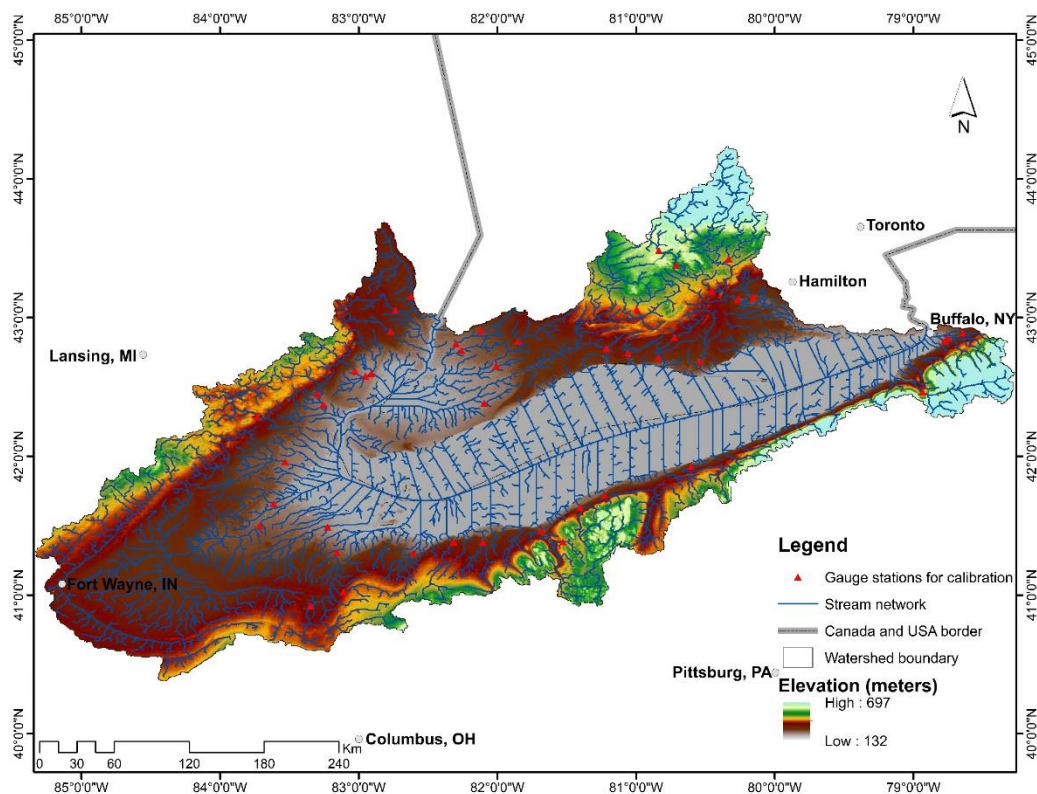 85°0'0"W 84°0'0"W 83°0'0"W 82°0'0"W 81°0'0"W 80°0'0"W 79°0'0"W
45°0'0"N 45°0'0"N
44°0'0"N 44°0'0"N
43°0'0"N 43°0'0"N
42°0'0"N 42°0'0"N
41°0'0"N 41°0'0"N
40°0'0"N 40°0'0"N
N
Toronto
Hamilton
Buffalo, NY
Lansing, MI
Fort Wayne, IN
Pittsburg, PA
Columbus, OH
Legend
Gauge stations for calibration
Stream network
Canada and USA border
Watershed boundary
Elevation (meters)
High : 697
Low : 132
Km
0 30 60 120 180 240
85°0'0"W 84°0'0"W 83°0'0"W 82°0'0"W 81°0'0"W 80°0'0"W 79°0'0"W